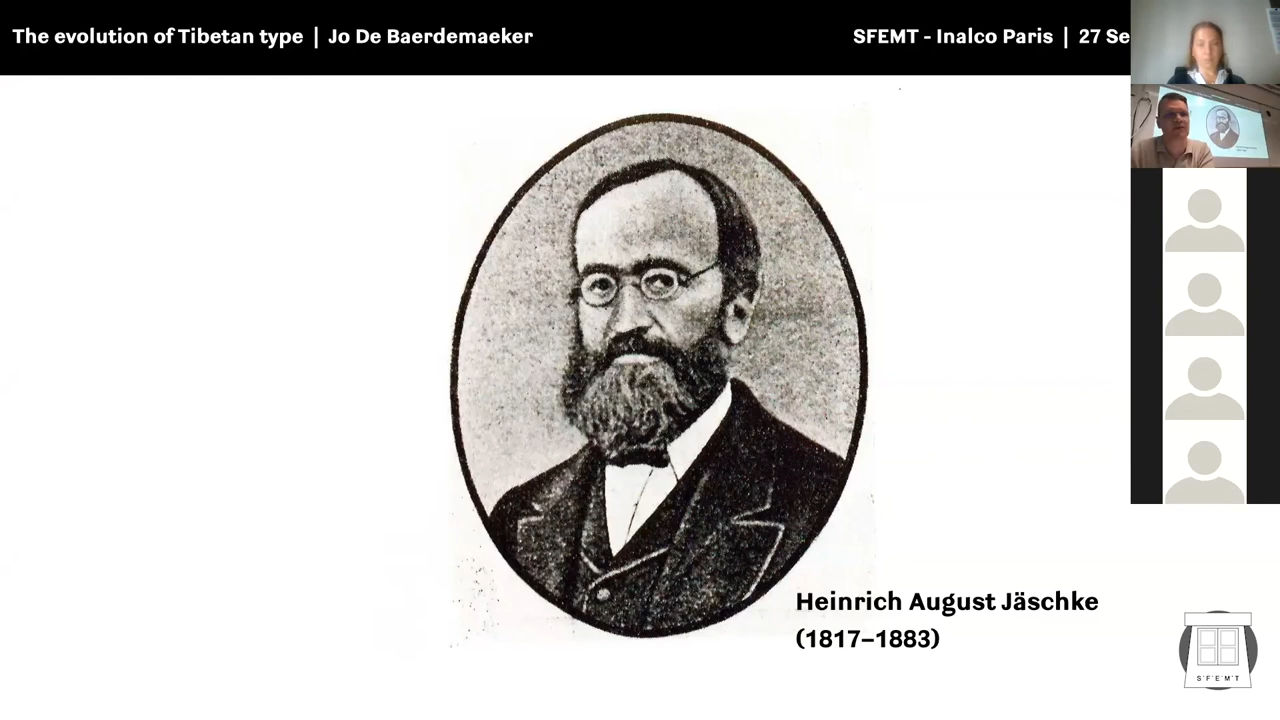 The evolution of Tibetan type | Jo De Baerdemaeker
SFEMT - Inalco Paris | 27 Se
Heinrich August Jäschke
(1817–1883)
S·F·E·M·T